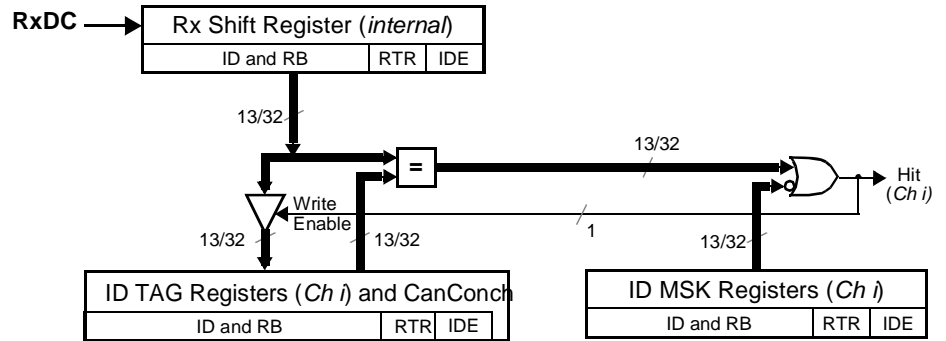 RxDC
Rx Shift Register (internal)
ID and RB RTR IDE
13/32
=
13/32
Hit
(Ch i)
Write
Enable
1
13/32
13/32
13/32
ID TAG Registers (Ch i) and CanConch
ID and RB RTR IDE
ID MSK Registers (Ch i)
ID and RB RTR IDE